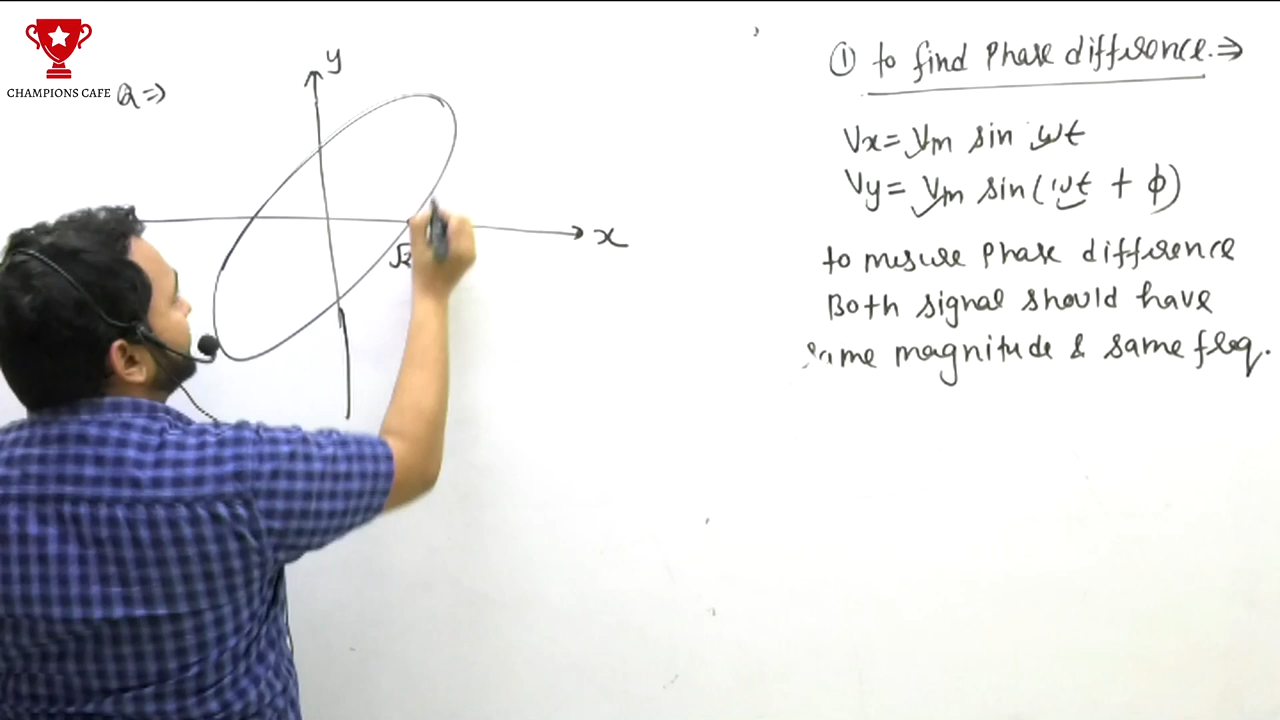 CHAMPIONS CAFE
Q ⇒
y
x
√2
① to find Phase difference. ⇒
Vx = Vm sin ωt
Vy = Vm sin(ωt + φ)
to mesure Phase difference
Both signal should have
same magnitude & same freq.